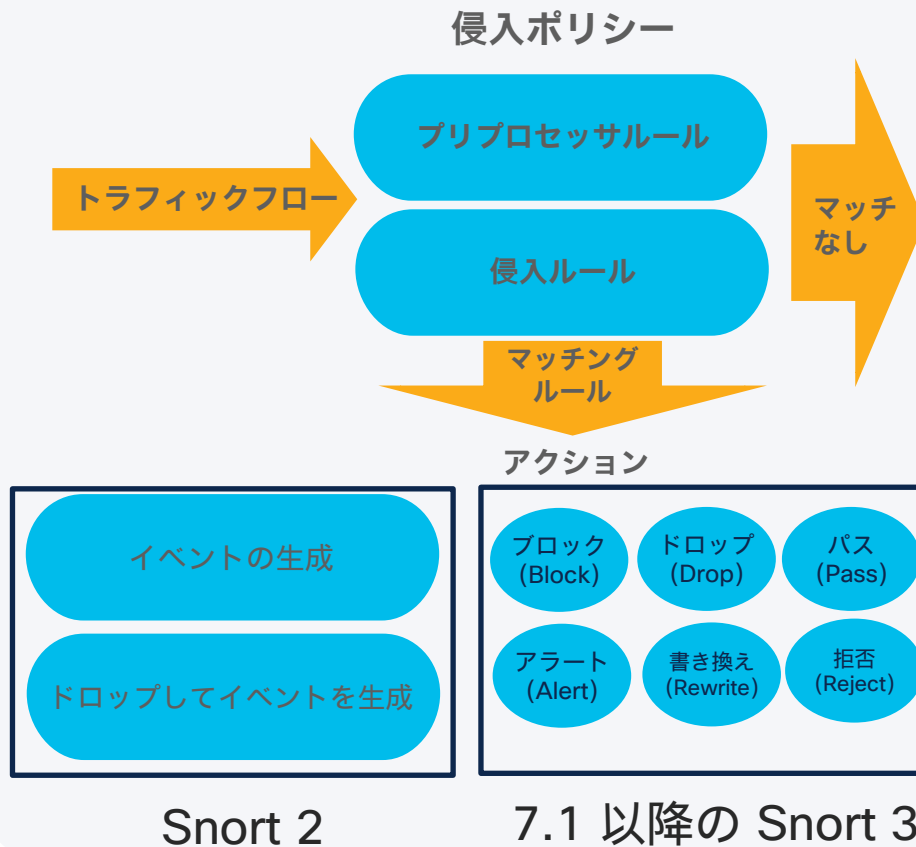 侵入ポリシー
プリプロセッサルール
トラフィックフロー
マッチ
なし
侵入ルール
マッチング
ルール
アクション
イベントの生成
ドロップしてイベントを生成
ブロック
(Block)
ドロップ
(Drop)
パス
(Pass)
アラート
(Alert)
書き換え
(Rewrite)
拒否
(Reject)
Snort 2
7.1 以降の Snort 3